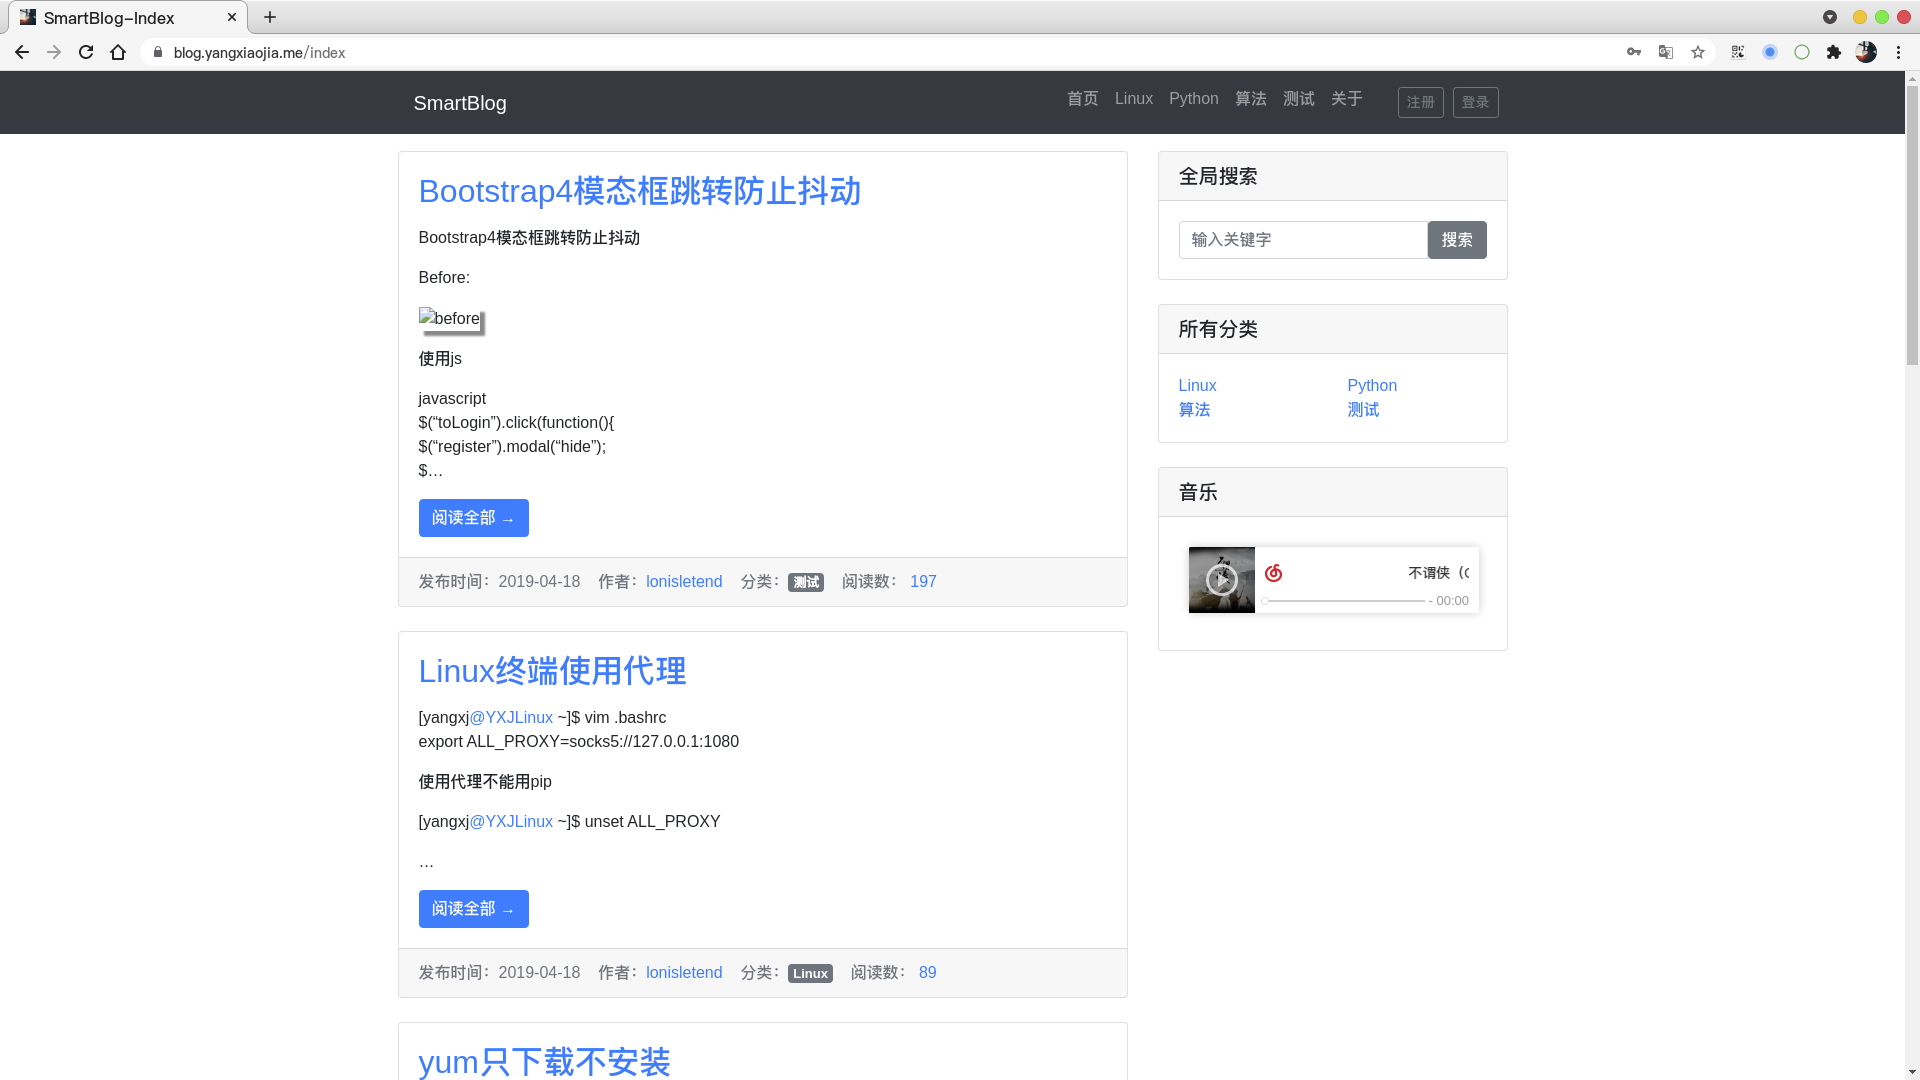 SmartBlog-Index
blog.yangxiaojia.me/index
SmartBlog
首页 Linux Python 算法 测试 关于 注册 登录
Bootstrap4模态框跳转防止抖动
Bootstrap4模态框跳转防止抖动
Before:
before
使用js
javascript
$(“toLogin”).click(function(){
$(“register”).modal(“hide”);
$…
阅读全部 →
发布时间：2019-04-18 作者：lonisletend 分类：测试 阅读数： 197
Linux终端使用代理
[yangxj@YXJLinux ~]$ vim .bashrc
export ALL_PROXY=socks5://127.0.0.1:1080
使用代理不能用pip
[yangxj@YXJLinux ~]$ unset ALL_PROXY
…
阅读全部 →
发布时间：2019-04-18 作者：lonisletend 分类：Linux 阅读数： 89
yum只下载不安装
全局搜索
输入关键字 搜索
所有分类
Linux Python
算法 测试
音乐
不谓侠（
- 00:00